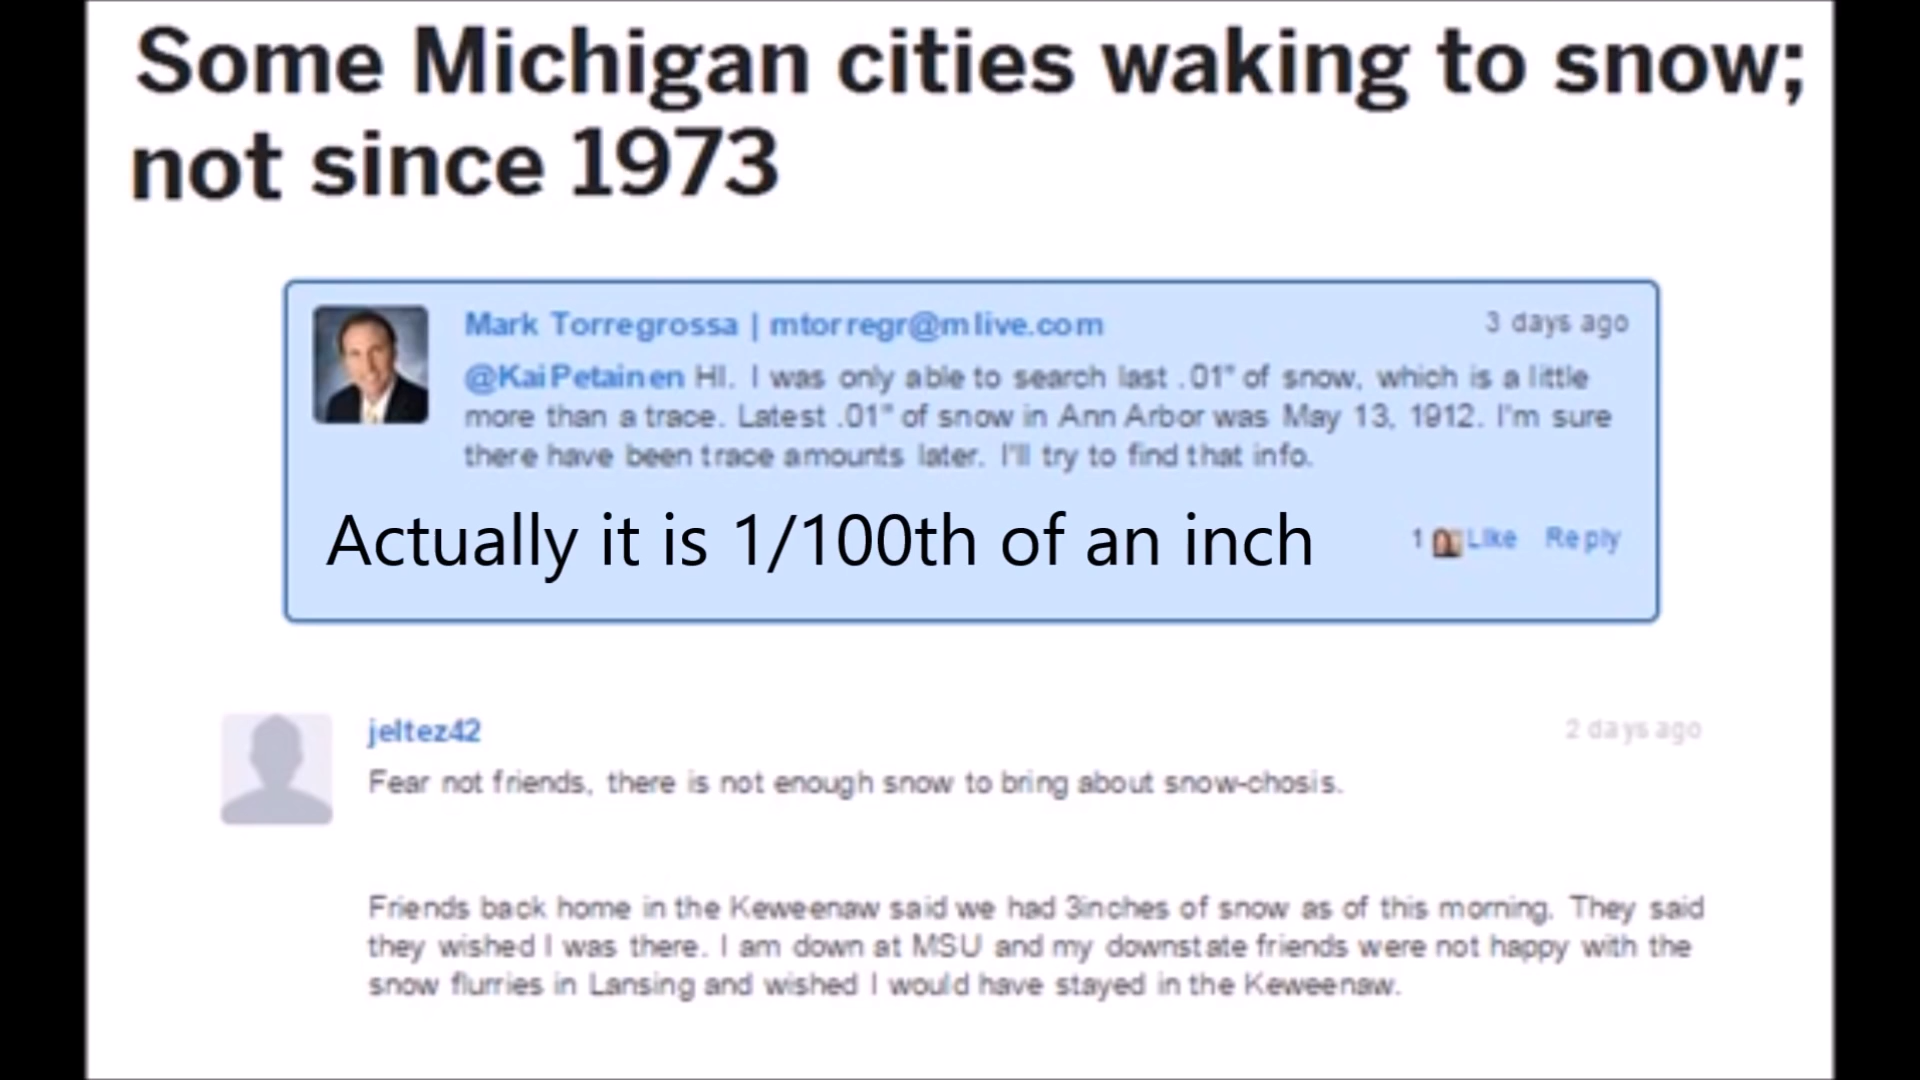 Some Michigan cities waking to snow;
not since 1973
Mark Torregrossa | mtorregr@mlive.com
3 days ago
@KaiPetainen HI. I was only able to search last .01" of snow, which is a little
more than a trace. Latest .01" of snow in Ann Arbor was May 13, 1912. I'm sure
there have been trace amounts later. I'll try to find that info.
Actually it is 1/100th of an inch
1 Like Reply
jeltez42
2 days ago
Fear not friends, there is not enough snow to bring about snow-chosis.
Friends back home in the Keweenaw said we had 3inches of snow as of this morning. They said
they wished I was there. I am down at MSU and my downstate friends were not happy with the
snow flurries in Lansing and wished I would have stayed in the Keweenaw.